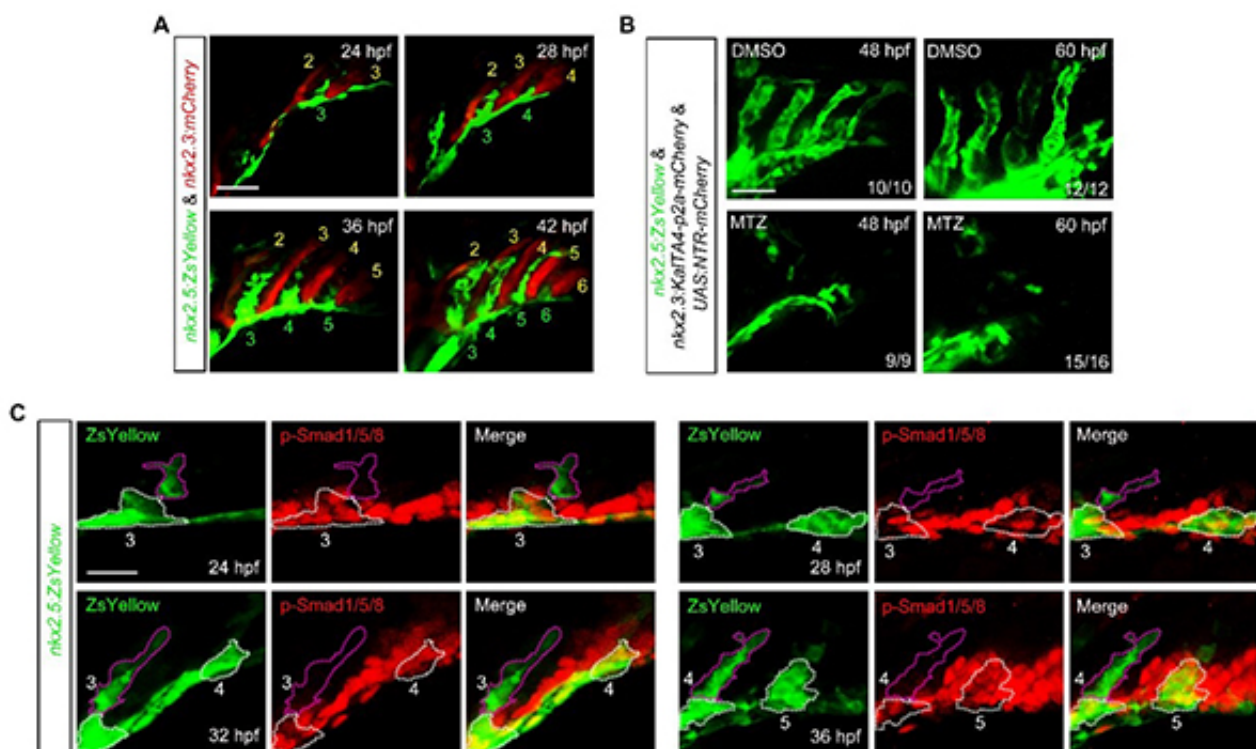 A
nkx2.5:ZsYellow & nkx2.3:mCherry
24 hpf
2
3
3
28 hpf
2
3
4
3
4
36 hpf
2
3
4
5
3
4
5
42 hpf
2
3
4
5
6
3
4
5
6
B
nkx2.5:ZsYellow &
nkx2.3:KalTA4-p2a-mCherry &
UAS:NTR-mCherry
DMSO 48 hpf
10/10
DMSO 60 hpf
12/12
MTZ 48 hpf
9/9
MTZ 60 hpf
15/16
C
nkx2.5:ZsYellow
ZsYellow p-Smad1/5/8 Merge
3 3 3
24 hpf
ZsYellow p-Smad1/5/8 Merge
3 4 3 4 3 4
28 hpf
ZsYellow p-Smad1/5/8 Merge
3 4 3 4 3 4
32 hpf
ZsYellow p-Smad1/5/8 Merge
4 5 4 5 4 5
36 hpf